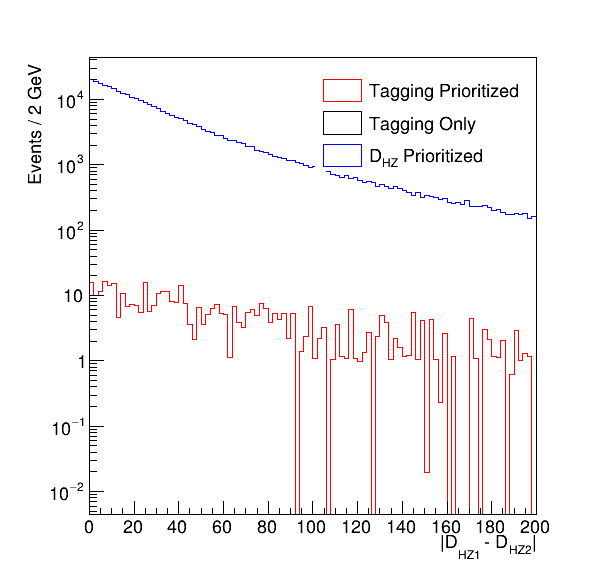 Events / 2 GeV
Tagging Prioritized
Tagging Only
D_HZ Prioritized
10^4
10^3
10^2
10
1
10^−1
10^−2
0 20 40 60 80 100 120 140 160 180 200
|D_HZ1 - D_HZ2|